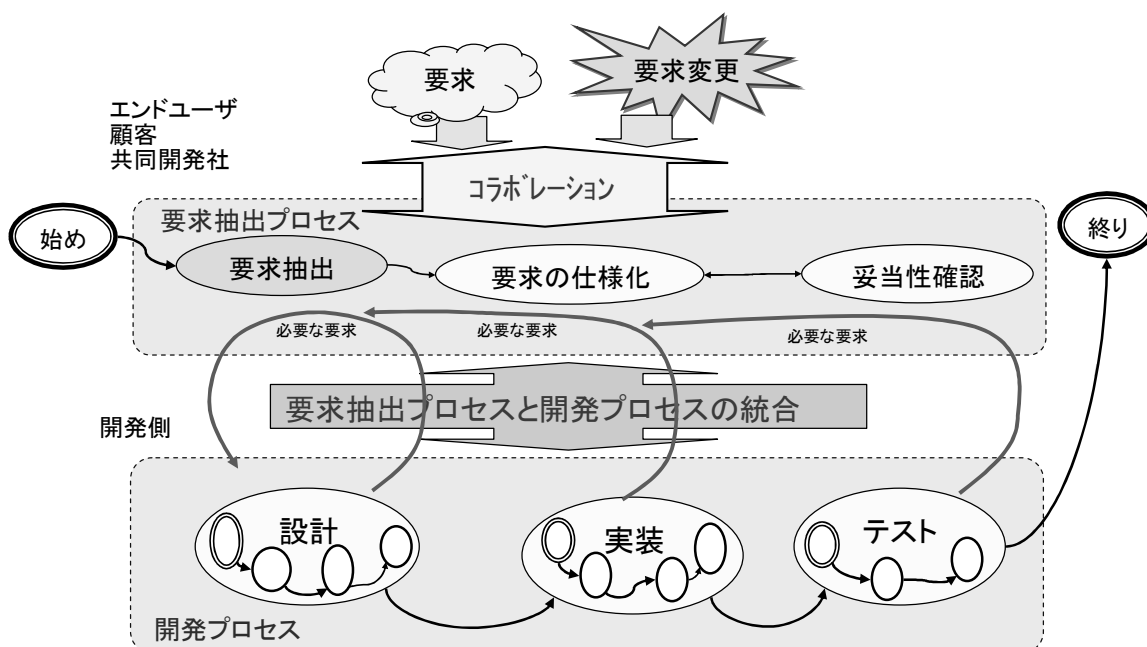 要求
要求変更
エンドユーザ
顧客
共同開発社
コラボレーション
要求抽出プロセス
始め
終り
要求抽出
要求の仕様化
妥当性確認
必要な要求
必要な要求
必要な要求
要求抽出プロセスと開発プロセスの統合
開発側
設計
実装
テスト
開発プロセス